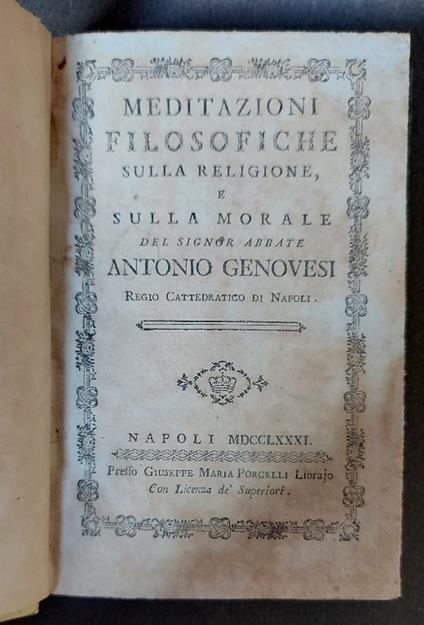 MEDITAZIONI
FILOSOFICHE
SULLA RELIGIONE,
E
SULLA MORALE
DEL SIGNOR ABBATE
ANTONIO GENOVESI
REGIO CATTEDRATICO DI NAPOLI.
NAPOLI MDCCLXXXI.
Presso GIUSEPPE MARIA PORCELLI Librajo
Con Licenza de' Superiori.